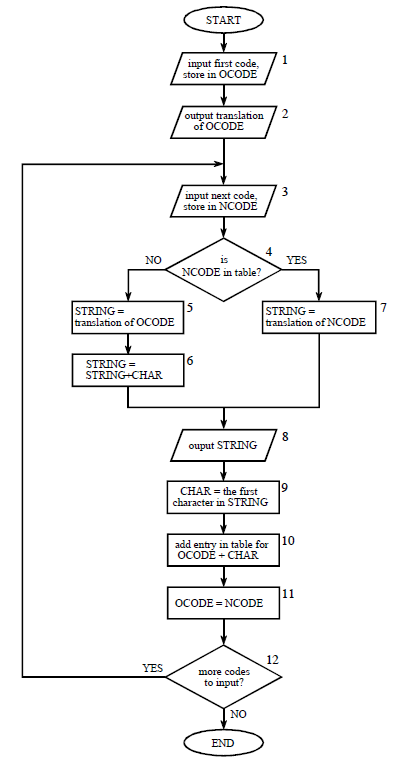 START
1
input first code,
store in OCODE
2
output translation
of OCODE
3
input next code,
store in NCODE
4
is
NCODE in table?
NO
YES
5
STRING =
translation of OCODE
7
STRING =
translation of NCODE
6
STRING =
STRING+CHAR
8
ouput STRING
9
CHAR = the first
character in STRING
10
add entry in table for
OCODE + CHAR
11
OCODE = NCODE
12
more codes
to input?
YES
NO
END